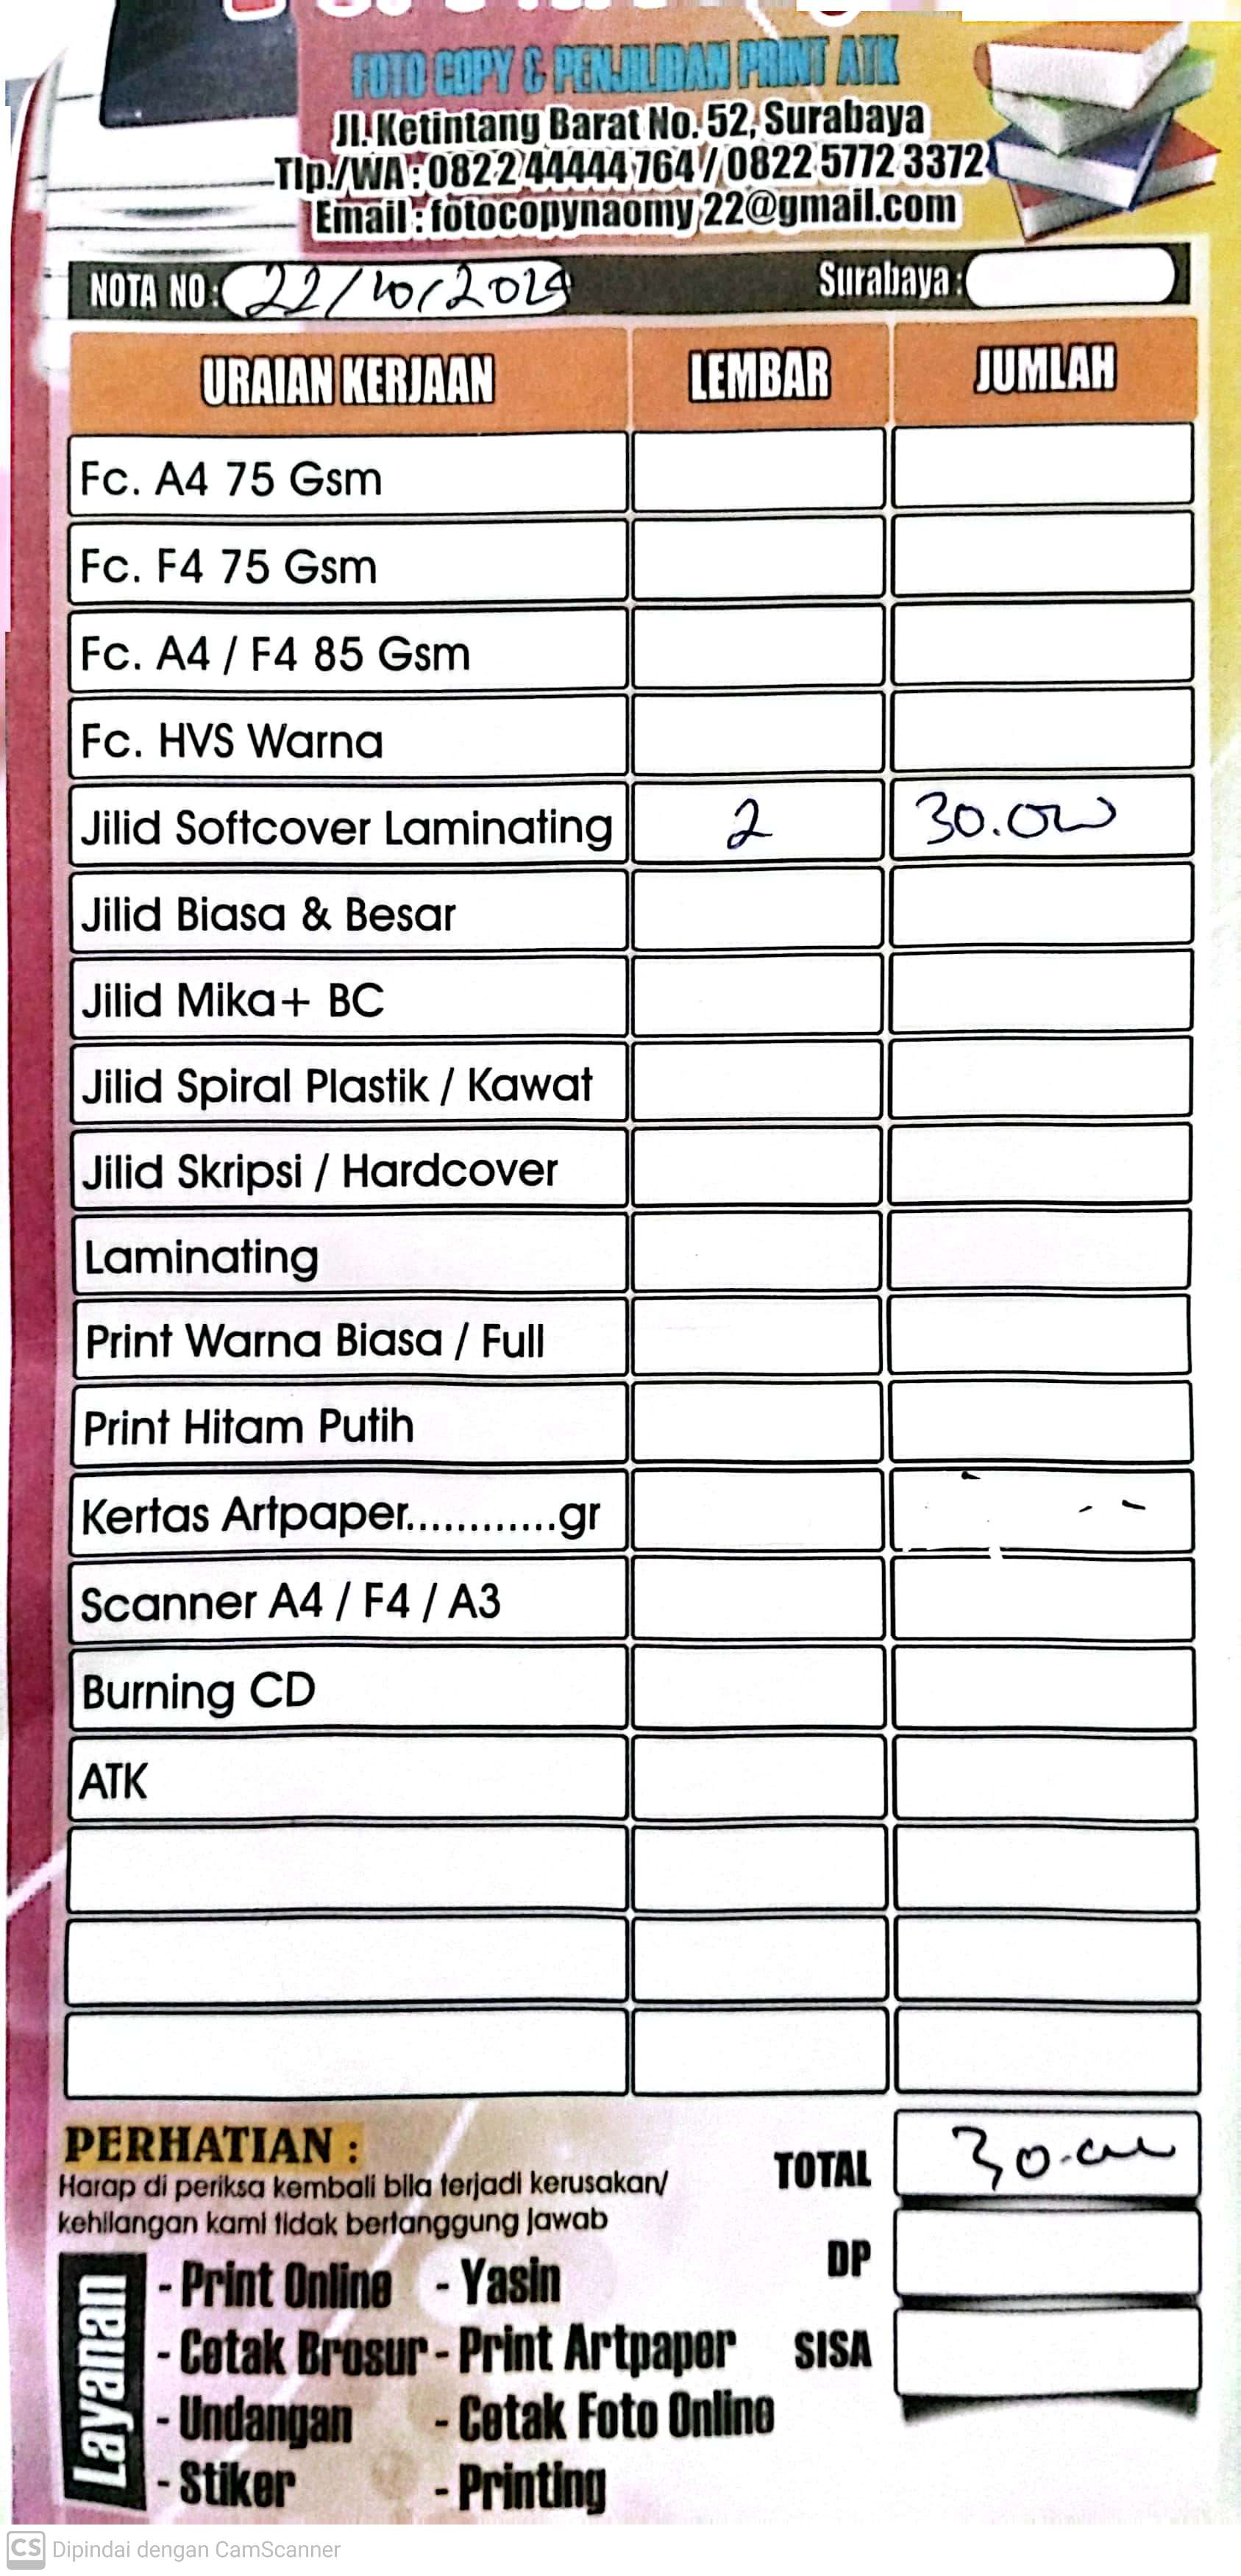 FOTO COPY & PENJILIDAN PRINT ATK
Jl. Ketintang Barat No. 52, Surabaya
Tlp./WA : 0822 44444 764 / 0822 5772 3372
Email : fotocopynaomy 22@gmail.com
NOTA NO : 22/10/2024 Surabaya :
URAIAN KERJAAN LEMBAR JUMLAH
Fc. A4 75 Gsm
Fc. F4 75 Gsm
Fc. A4 / F4 85 Gsm
Fc. HVS Warna
Jilid Softcover Laminating 2 30.000
Jilid Biasa & Besar
Jilid Mika+ BC
Jilid Spiral Plastik / Kawat
Jilid Skripsi / Hardcover
Laminating
Print Warna Biasa / Full
Print Hitam Putih
Kertas Artpaper............gr
Scanner A4 / F4 / A3
Burning CD
ATK
PERHATIAN : TOTAL 30.000
Harap di periksa kembali bila terjadi kerusakan/
kehilangan kami tidak bertanggung jawab
DP
SISA
Layanan
- Print Online - Yasin
- Cetak Brosur - Print Artpaper
- Undangan - Cetak Foto Online
- Stiker - Printing
CS Dipindai dengan CamScanner